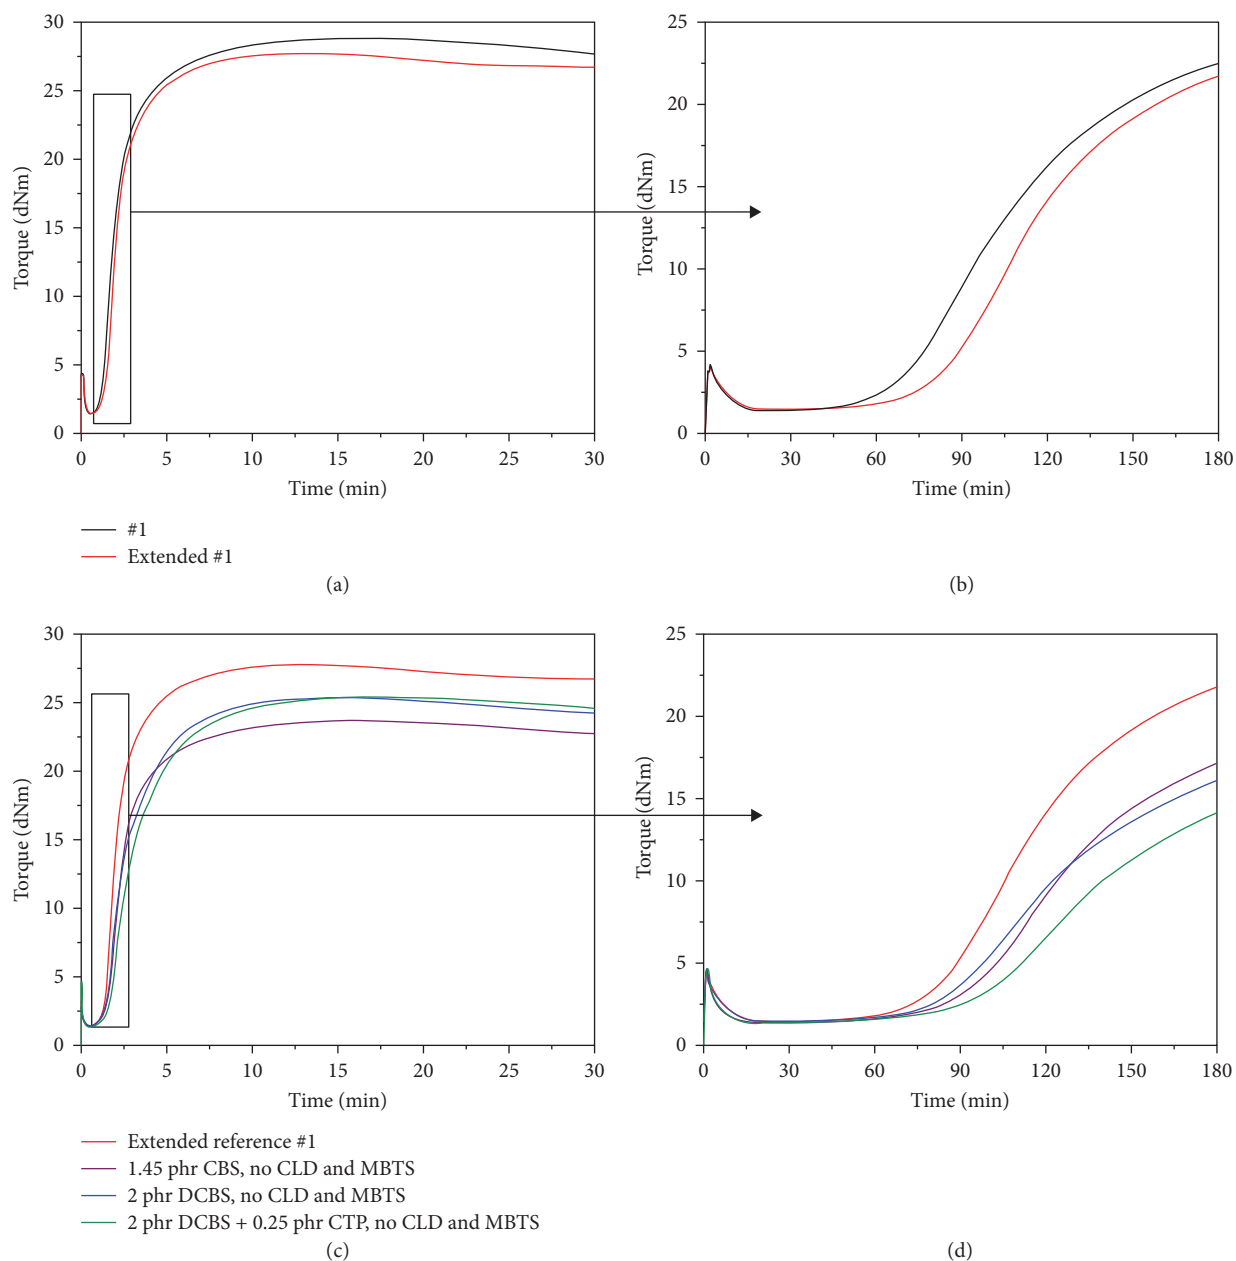 30
25
20
15
10
5
0
Torque (dNm)
0 5 10 15 20 25 30
Time (min)
#1
Extended #1
(a)
25
20
15
10
5
0
Torque (dNm)
0 30 60 90 120 150 180
Time (min)
(b)
30
25
20
15
10
5
0
Torque (dNm)
0 5 10 15 20 25 30
Time (min)
Extended reference #1
1.45 phr CBS, no CLD and MBTS
2 phr DCBS, no CLD and MBTS
2 phr DCBS + 0.25 phr CTP, no CLD and MBTS
(c)
25
20
15
10
5
0
Torque (dNm)
0 30 60 90 120 150 180
Time (min)
(d)